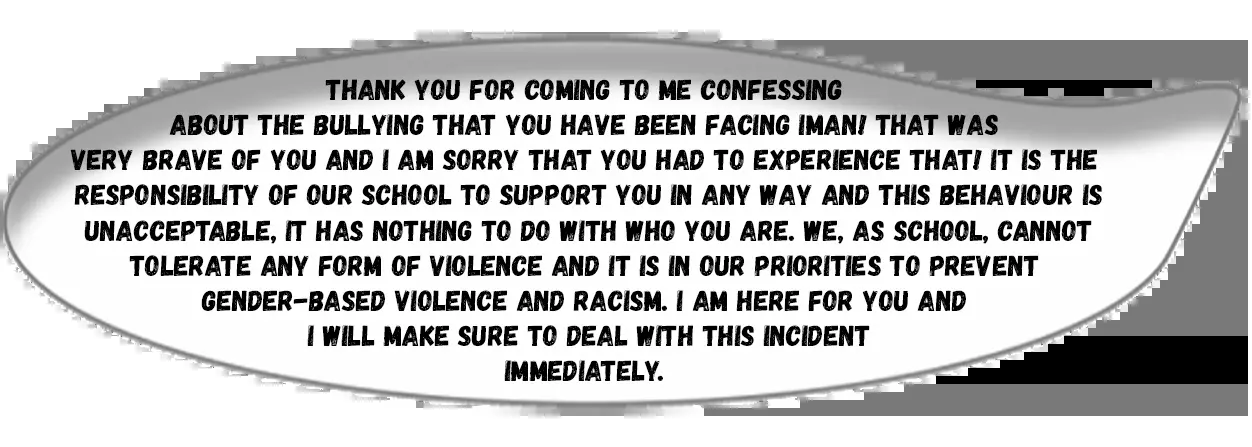 THANK YOU FOR COMING TO ME CONFESSING
ABOUT THE BULLYING THAT YOU HAVE BEEN FACING IMAN! THAT WAS
VERY BRAVE OF YOU AND I AM SORRY THAT YOU HAD TO EXPERIENCE THAT! IT IS THE
RESPONSIBILITY OF OUR SCHOOL TO SUPPORT YOU IN ANY WAY AND THIS BEHAVIOUR IS
UNACCEPTABLE, IT HAS NOTHING TO DO WITH WHO YOU ARE. WE, AS SCHOOL, CANNOT
TOLERATE ANY FORM OF VIOLENCE AND IT IS IN OUR PRIORITIES TO PREVENT
GENDER-BASED VIOLENCE AND RACISM. I AM HERE FOR YOU AND
I WILL MAKE SURE TO DEAL WITH THIS INCIDENT
IMMEDIATELY.